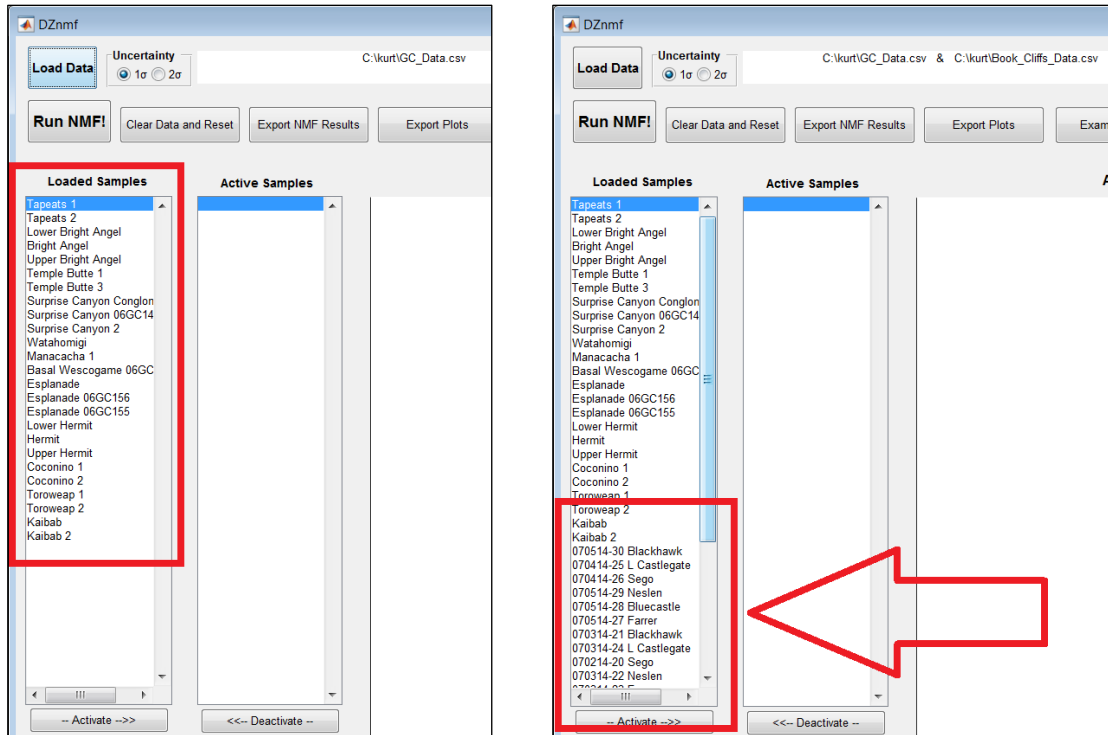 DZnmf
Load Data
Uncertainty
1σ 2σ
C:\kurt\GC_Data.csv
Run NMF!
Clear Data and Reset
Export NMF Results
Export Plots
Loaded Samples
Active Samples
Tapeats 1
Tapeats 2
Lower Bright Angel
Bright Angel
Upper Bright Angel
Temple Butte 1
Temple Butte 3
Surprise Canyon Conglon
Surprise Canyon 06GC14
Surprise Canyon 2
Watahomigi
Manacacha 1
Basal Wescogame 06GC
Esplanade
Esplanade 06GC156
Esplanade 06GC155
Lower Hermit
Hermit
Upper Hermit
Coconino 1
Coconino 2
Toroweap 1
Toroweap 2
Kaibab
Kaibab 2
-- Activate -->>
<<-- Deactivate --
DZnmf
Load Data
Uncertainty
1σ 2σ
C:\kurt\GC_Data.csv & C:\kurt\Book_Cliffs_Data.csv
Run NMF!
Clear Data and Reset
Export NMF Results
Export Plots
Exam
Loaded Samples
Active Samples
A
Tapeats 1
Tapeats 2
Lower Bright Angel
Bright Angel
Upper Bright Angel
Temple Butte 1
Temple Butte 3
Surprise Canyon Conglon
Surprise Canyon 06GC14
Surprise Canyon 2
Watahomigi
Manacacha 1
Basal Wescogame 06GC
Esplanade
Esplanade 06GC156
Esplanade 06GC155
Lower Hermit
Hermit
Upper Hermit
Coconino 1
Coconino 2
Toroweap 1
Toroweap 2
Kaibab
Kaibab 2
070514-30 Blackhawk
070414-25 L Castlegate
070414-26 Sego
070514-29 Neslen
070514-28 Bluecastle
070514-27 Farrer
070314-21 Blackhawk
070314-24 L Castlegate
070214-20 Sego
070314-22 Neslen
-- Activate -->>
<<-- Deactivate --